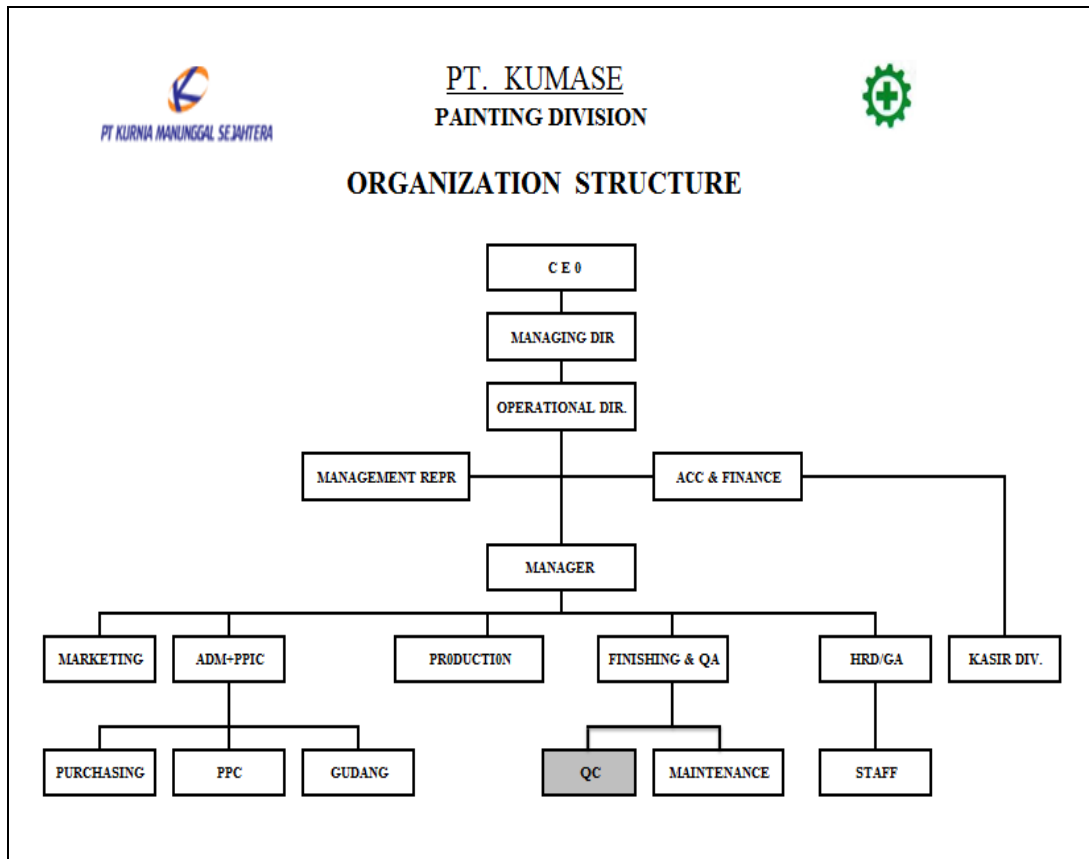 PT. KUMASE
PT KURNIA MANUNGGAL SEJAHTERA
PAINTING DIVISION
ORGANIZATION STRUCTURE
C E 0
MANAGING DIR
OPERATIONAL DIR.
MANAGEMENT REPR
ACC & FINANCE
MANAGER
MARKETING
ADM+PPIC
PR0DUCTI0N
FINISHING & QA
HRD/GA
KASIR DIV.
PURCHASING
PPC
GUDANG
QC
MAINTENANCE
STAFF